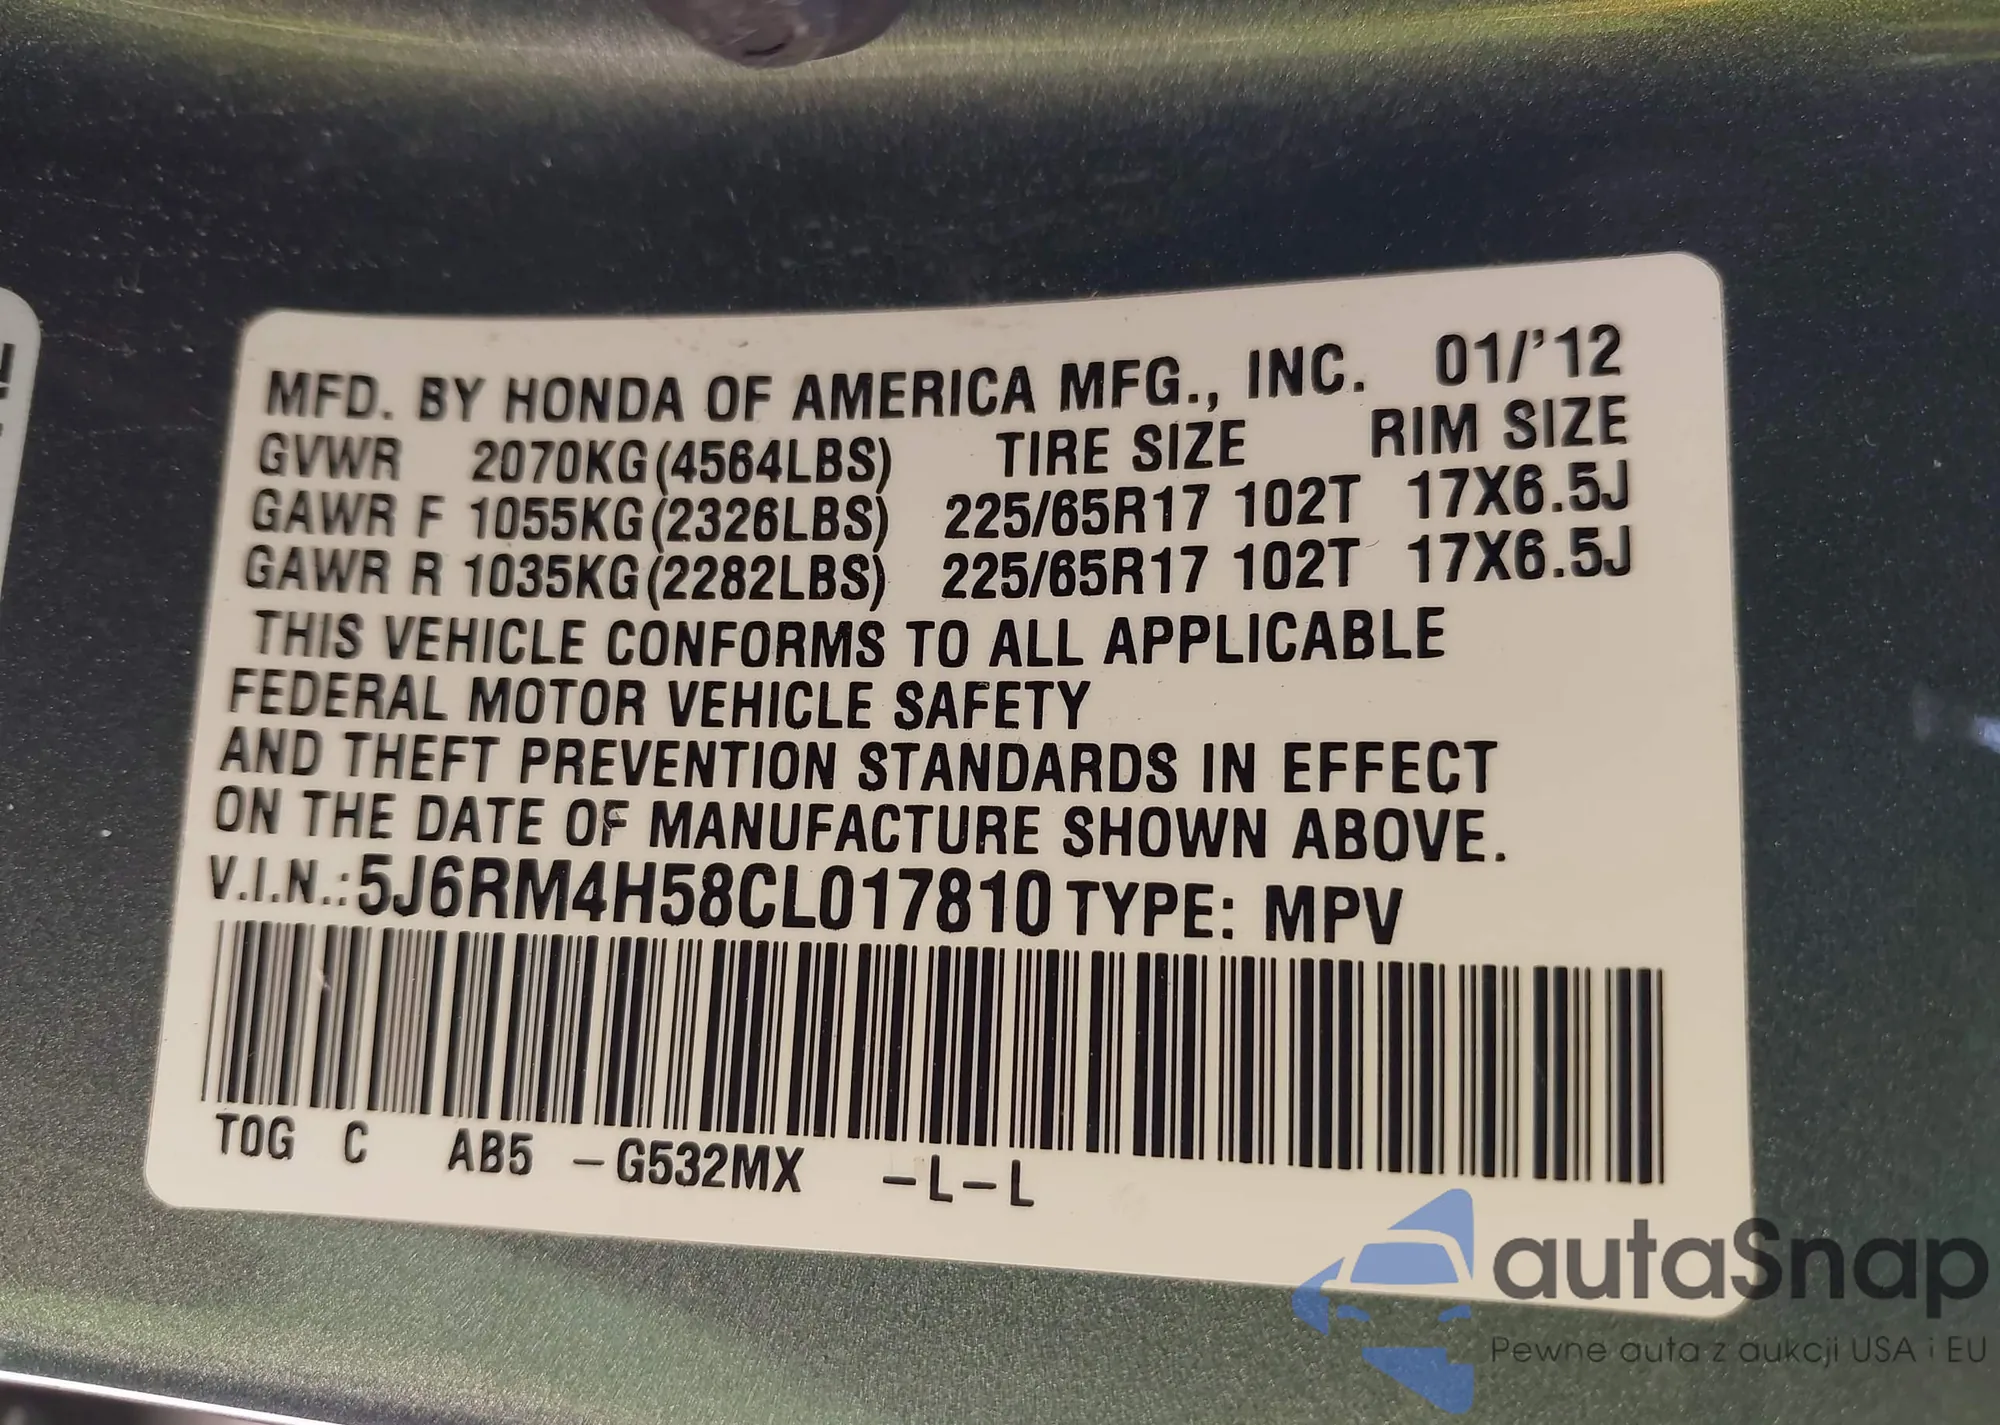 MFD. BY HONDA OF AMERICA MFG., INC. 01/'12
GVWR 2070KG(4564LBS) TIRE SIZE RIM SIZE
GAWR F 1055KG(2326LBS) 225/65R17 102T 17X6.5J
GAWR R 1035KG(2282LBS) 225/65R17 102T 17X6.5J
THIS VEHICLE CONFORMS TO ALL APPLICABLE
FEDERAL MOTOR VEHICLE SAFETY
AND THEFT PREVENTION STANDARDS IN EFFECT
ON THE DATE OF MANUFACTURE SHOWN ABOVE.
V.I.N.:5J6RM4H58CL017810 TYPE: MPV
TOG C AB5 -G532MX -L-L
autaSnap
Pewne auta z aukcji USA i EU